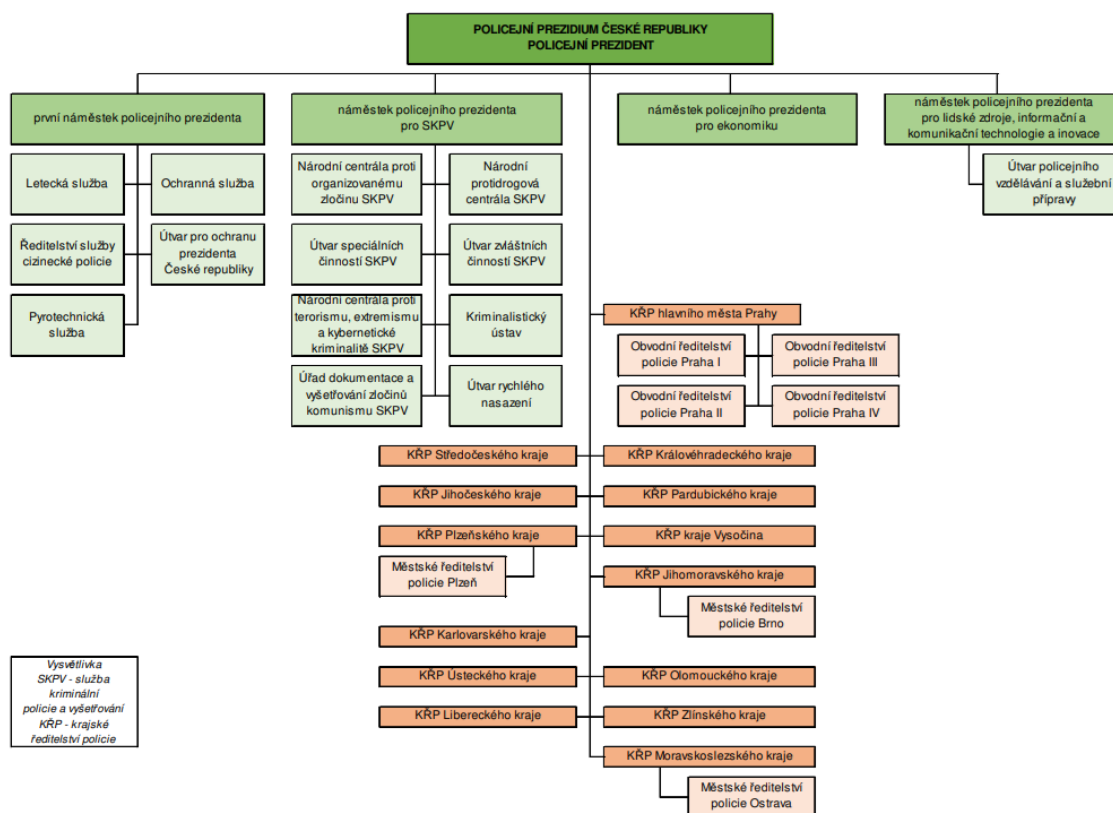 POLICEJNÍ PREZIDIUM ČESKÉ REPUBLIKY
POLICEJNÍ PREZIDENT
první náměstek policejního prezidenta
Letecká služba
Ochranná služba
Ředitelství služby
cizinecké policie
Útvar pro ochranu
prezidenta
České republiky
Pyrotechnická
služba
náměstek policejního prezidenta
pro SKPV
Národní centrála proti
organizovanému
zločinu SKPV
Národní
protidrogová
centrála SKPV
Útvar speciálních
činností SKPV
Útvar zvláštních
činností SKPV
Národní centrála proti
terorismu, extremismu
a kybernetické
kriminalitě SKPV
Kriminalistický
ústav
Úřad dokumentace a
vyšetřování zločinů
komunismu SKPV
Útvar rychlého
nasazení
náměstek policejního prezidenta
pro ekonomiku
náměstek policejního prezidenta
pro lidské zdroje, informační a
komunikační technologie a inovace
Útvar policejního
vzdělávání a služební
přípravy
KŘP hlavního města Prahy
Obvodní ředitelství
policie Praha I
Obvodní ředitelství
policie Praha III
Obvodní ředitelství
policie Praha II
Obvodní ředitelství
policie Praha IV
KŘP Středočeského kraje
KŘP Královéhradeckého kraje
KŘP Jihočeského kraje
KŘP Pardubického kraje
KŘP Plzeňského kraje
KŘP kraje Vysočina
Městské ředitelství
policie Plzeň
KŘP Jihomoravského kraje
Městské ředitelství
policie Brno
KŘP Karlovarského kraje
KŘP Ústeckého kraje
KŘP Olomouckého kraje
KŘP Libereckého kraje
KŘP Zlínského kraje
KŘP Moravskoslezského kraje
Městské ředitelství
policie Ostrava
Vysvětlivka
SKPV - služba
kriminální
policie a vyšetřování
KŘP - krajské
ředitelství policie